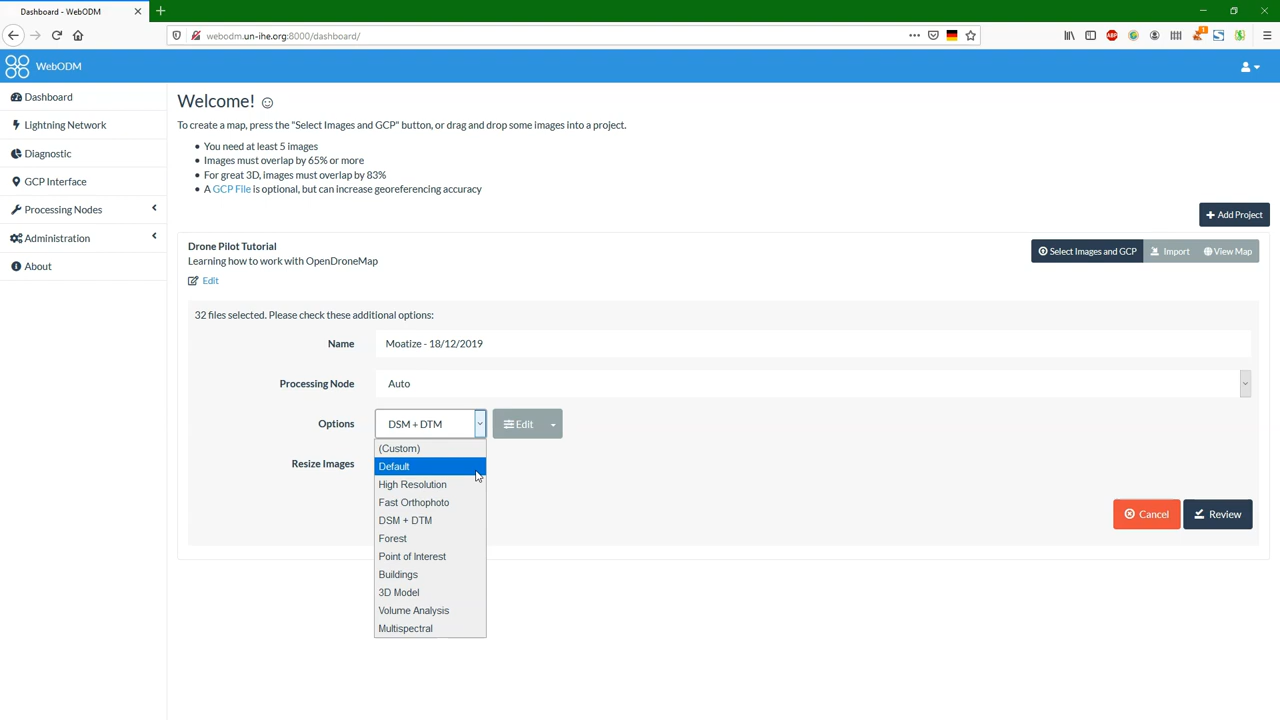 Dashboard - WebODM
webodm.un-ihe.org:8000/dashboard/
ABP
1
WebODM
Dashboard
Lightning Network
Diagnostic
GCP Interface
Processing Nodes
Administration
About
Welcome!
To create a map, press the "Select Images and GCP" button, or drag and drop some images into a project.
You need at least 5 images
Images must overlap by 65% or more
For great 3D, images must overlap by 83%
A GCP File is optional, but can increase georeferencing accuracy
Add Project
Drone Pilot Tutorial
Learning how to work with OpenDroneMap
Edit
Select Images and GCP
Import
View Map
32 files selected. Please check these additional options:
Name
Moatize - 18/12/2019
Processing Node
Auto
Options
DSM + DTM
Edit
(Custom)
Default
High Resolution
Fast Orthophoto
DSM + DTM
Forest
Point of Interest
Buildings
3D Model
Volume Analysis
Multispectral
Resize Images
Cancel
Review